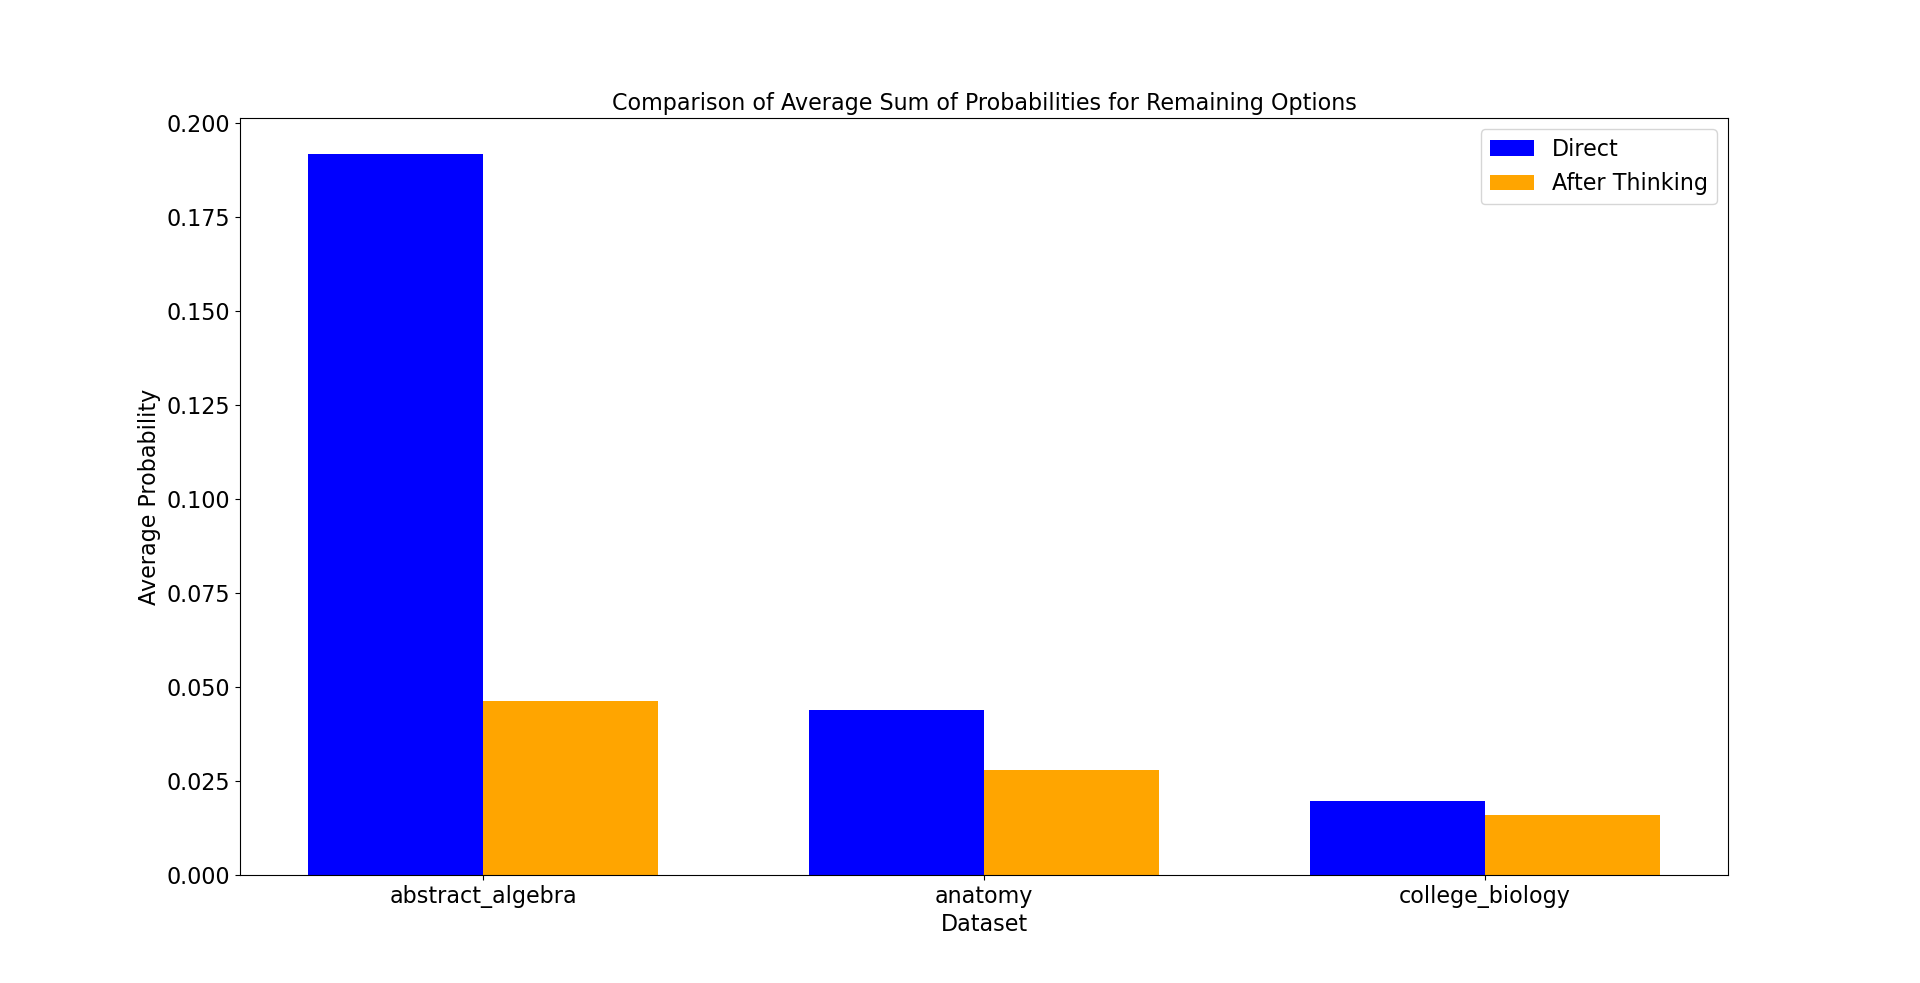 Comparison of Average Sum of Probabilities for Remaining Options
0.200
0.175
0.150
0.125
0.100
0.075
0.050
0.025
0.000
Average Probability
Direct
After Thinking
abstract_algebra
anatomy
college_biology
Dataset